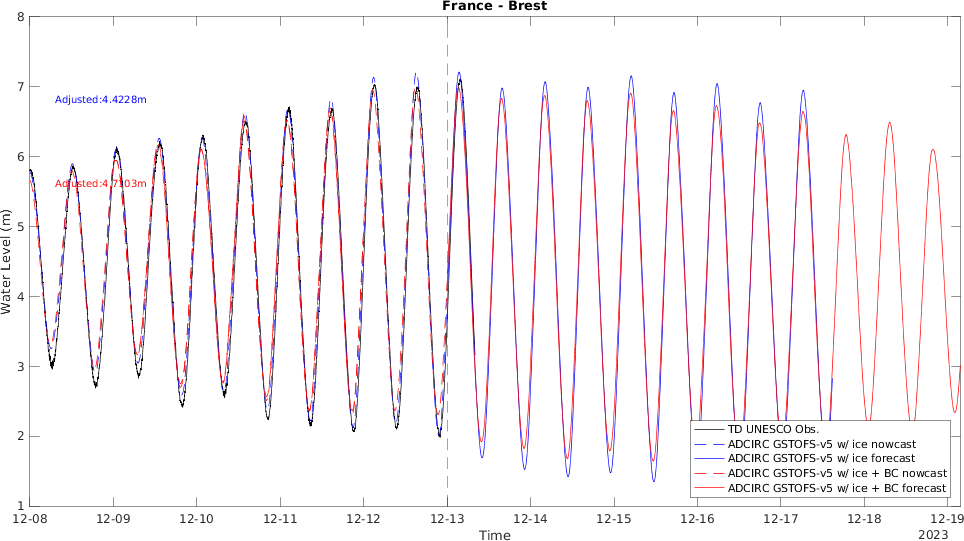 France - Brest
8
7
6
5
4
3
2
1
Water Level (m)
Adjusted:4.4228m
Adjusted:4.7103m
TD UNESCO Obs.
ADCIRC GSTOFS-v5 w/ ice nowcast
ADCIRC GSTOFS-v5 w/ ice forecast
ADCIRC GSTOFS-v5 w/ ice + BC nowcast
ADCIRC GSTOFS-v5 w/ ice + BC forecast
12-08 12-09 12-10 12-11 12-12 12-13 12-14 12-15 12-16 12-17 12-18 12-19
Time
2023